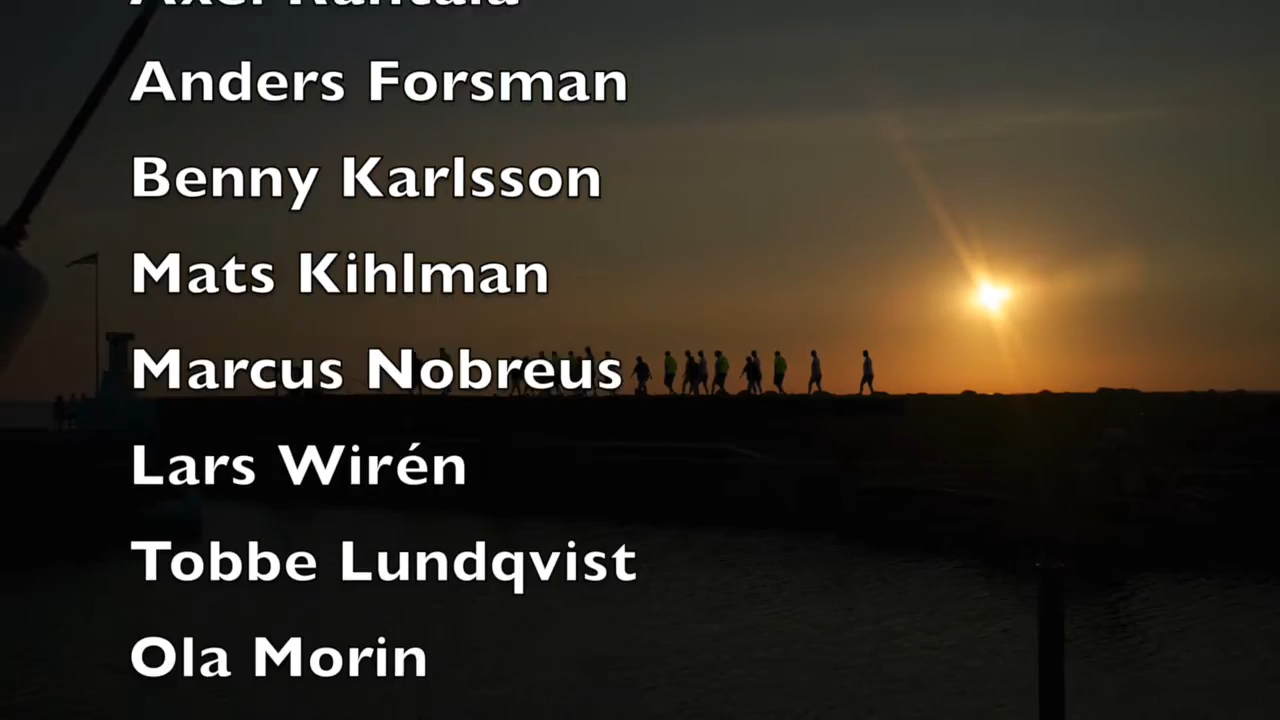 Anders Forsman
Benny Karlsson
Mats Kihlman
Marcus Nobreus
Lars Wirén
Tobbe Lundqvist
Ola Morin